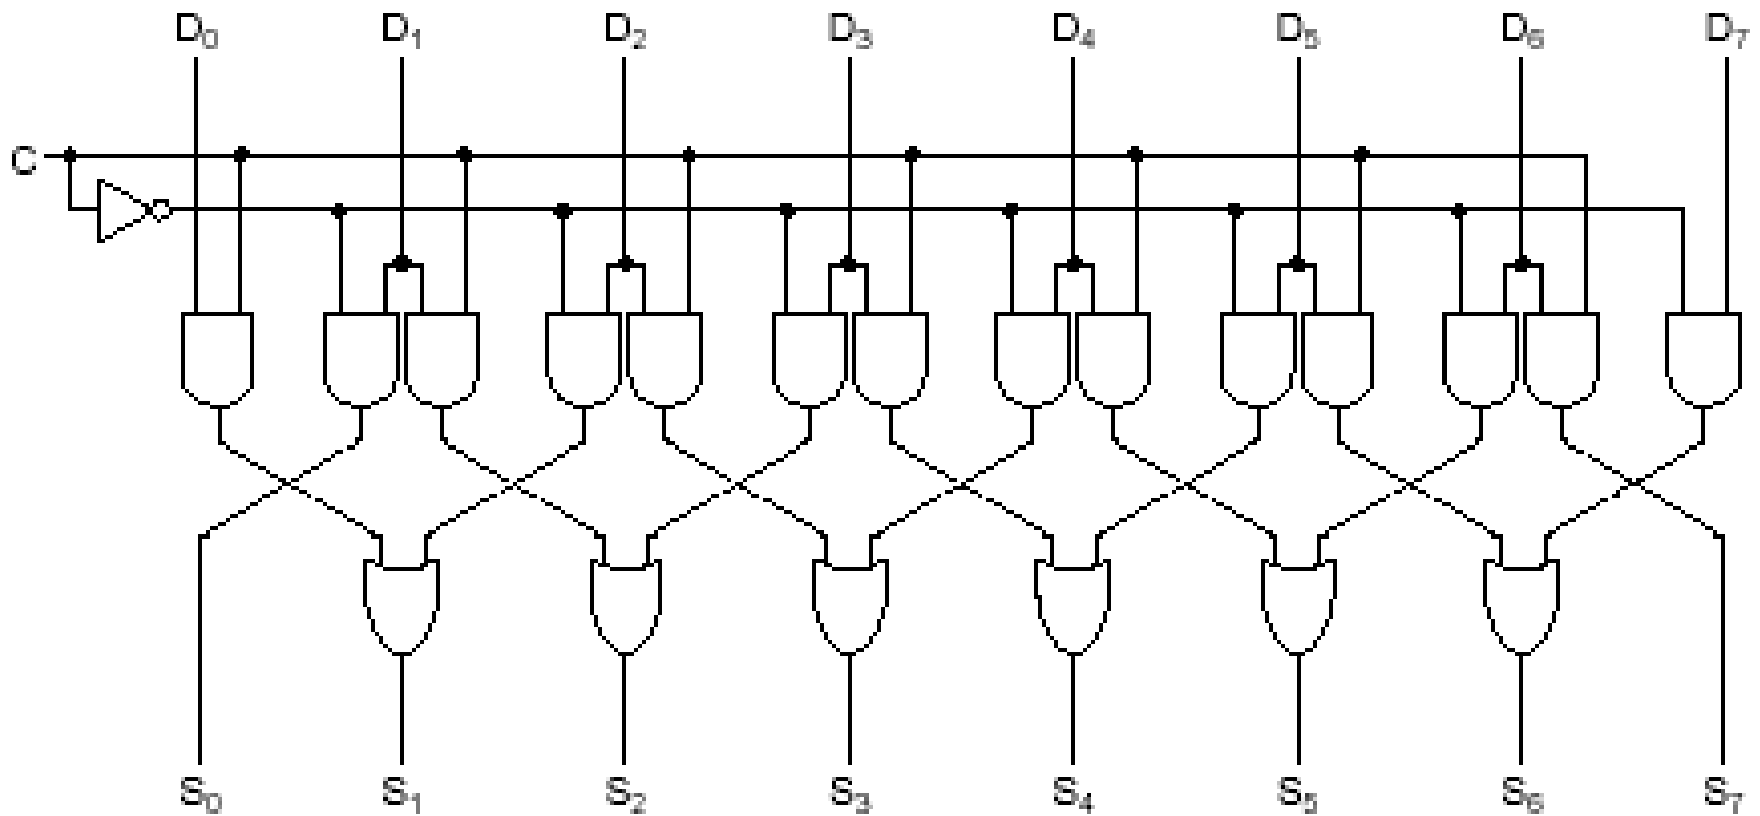 D₀ D₁ D₂ D₃ D₄ D₅ D₆ D₇
C
S₀ S₁ S₂ S₃ S₄ S₅ S₆ S₇